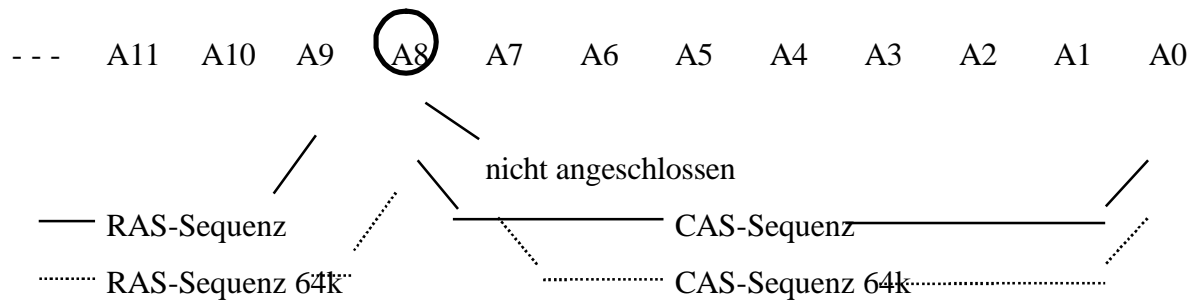 - - - A11 A10 A9 A8 A7 A6 A5 A4 A3 A2 A1 A0
nicht angeschlossen
RAS-Sequenz CAS-Sequenz
RAS-Sequenz 64k CAS-Sequenz 64k